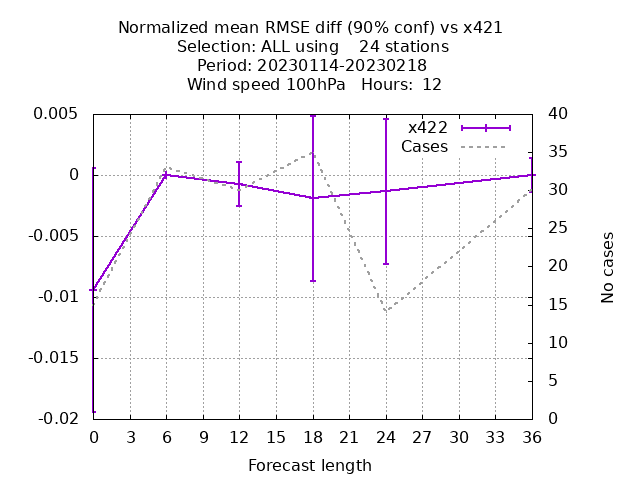 Normalized mean RMSE diff (90% conf) vs x421
Selection: ALL using    24 stations
Period: 20230114-20230218
Wind speed 100hPa   Hours:  12
x422
Cases
0.005
0
-0.005
-0.01
-0.015
-0.02
40
35
30
25
20
15
10
5
0
No cases
0 3 6 9 12 15 18 21 24 27 30 33 36
Forecast length